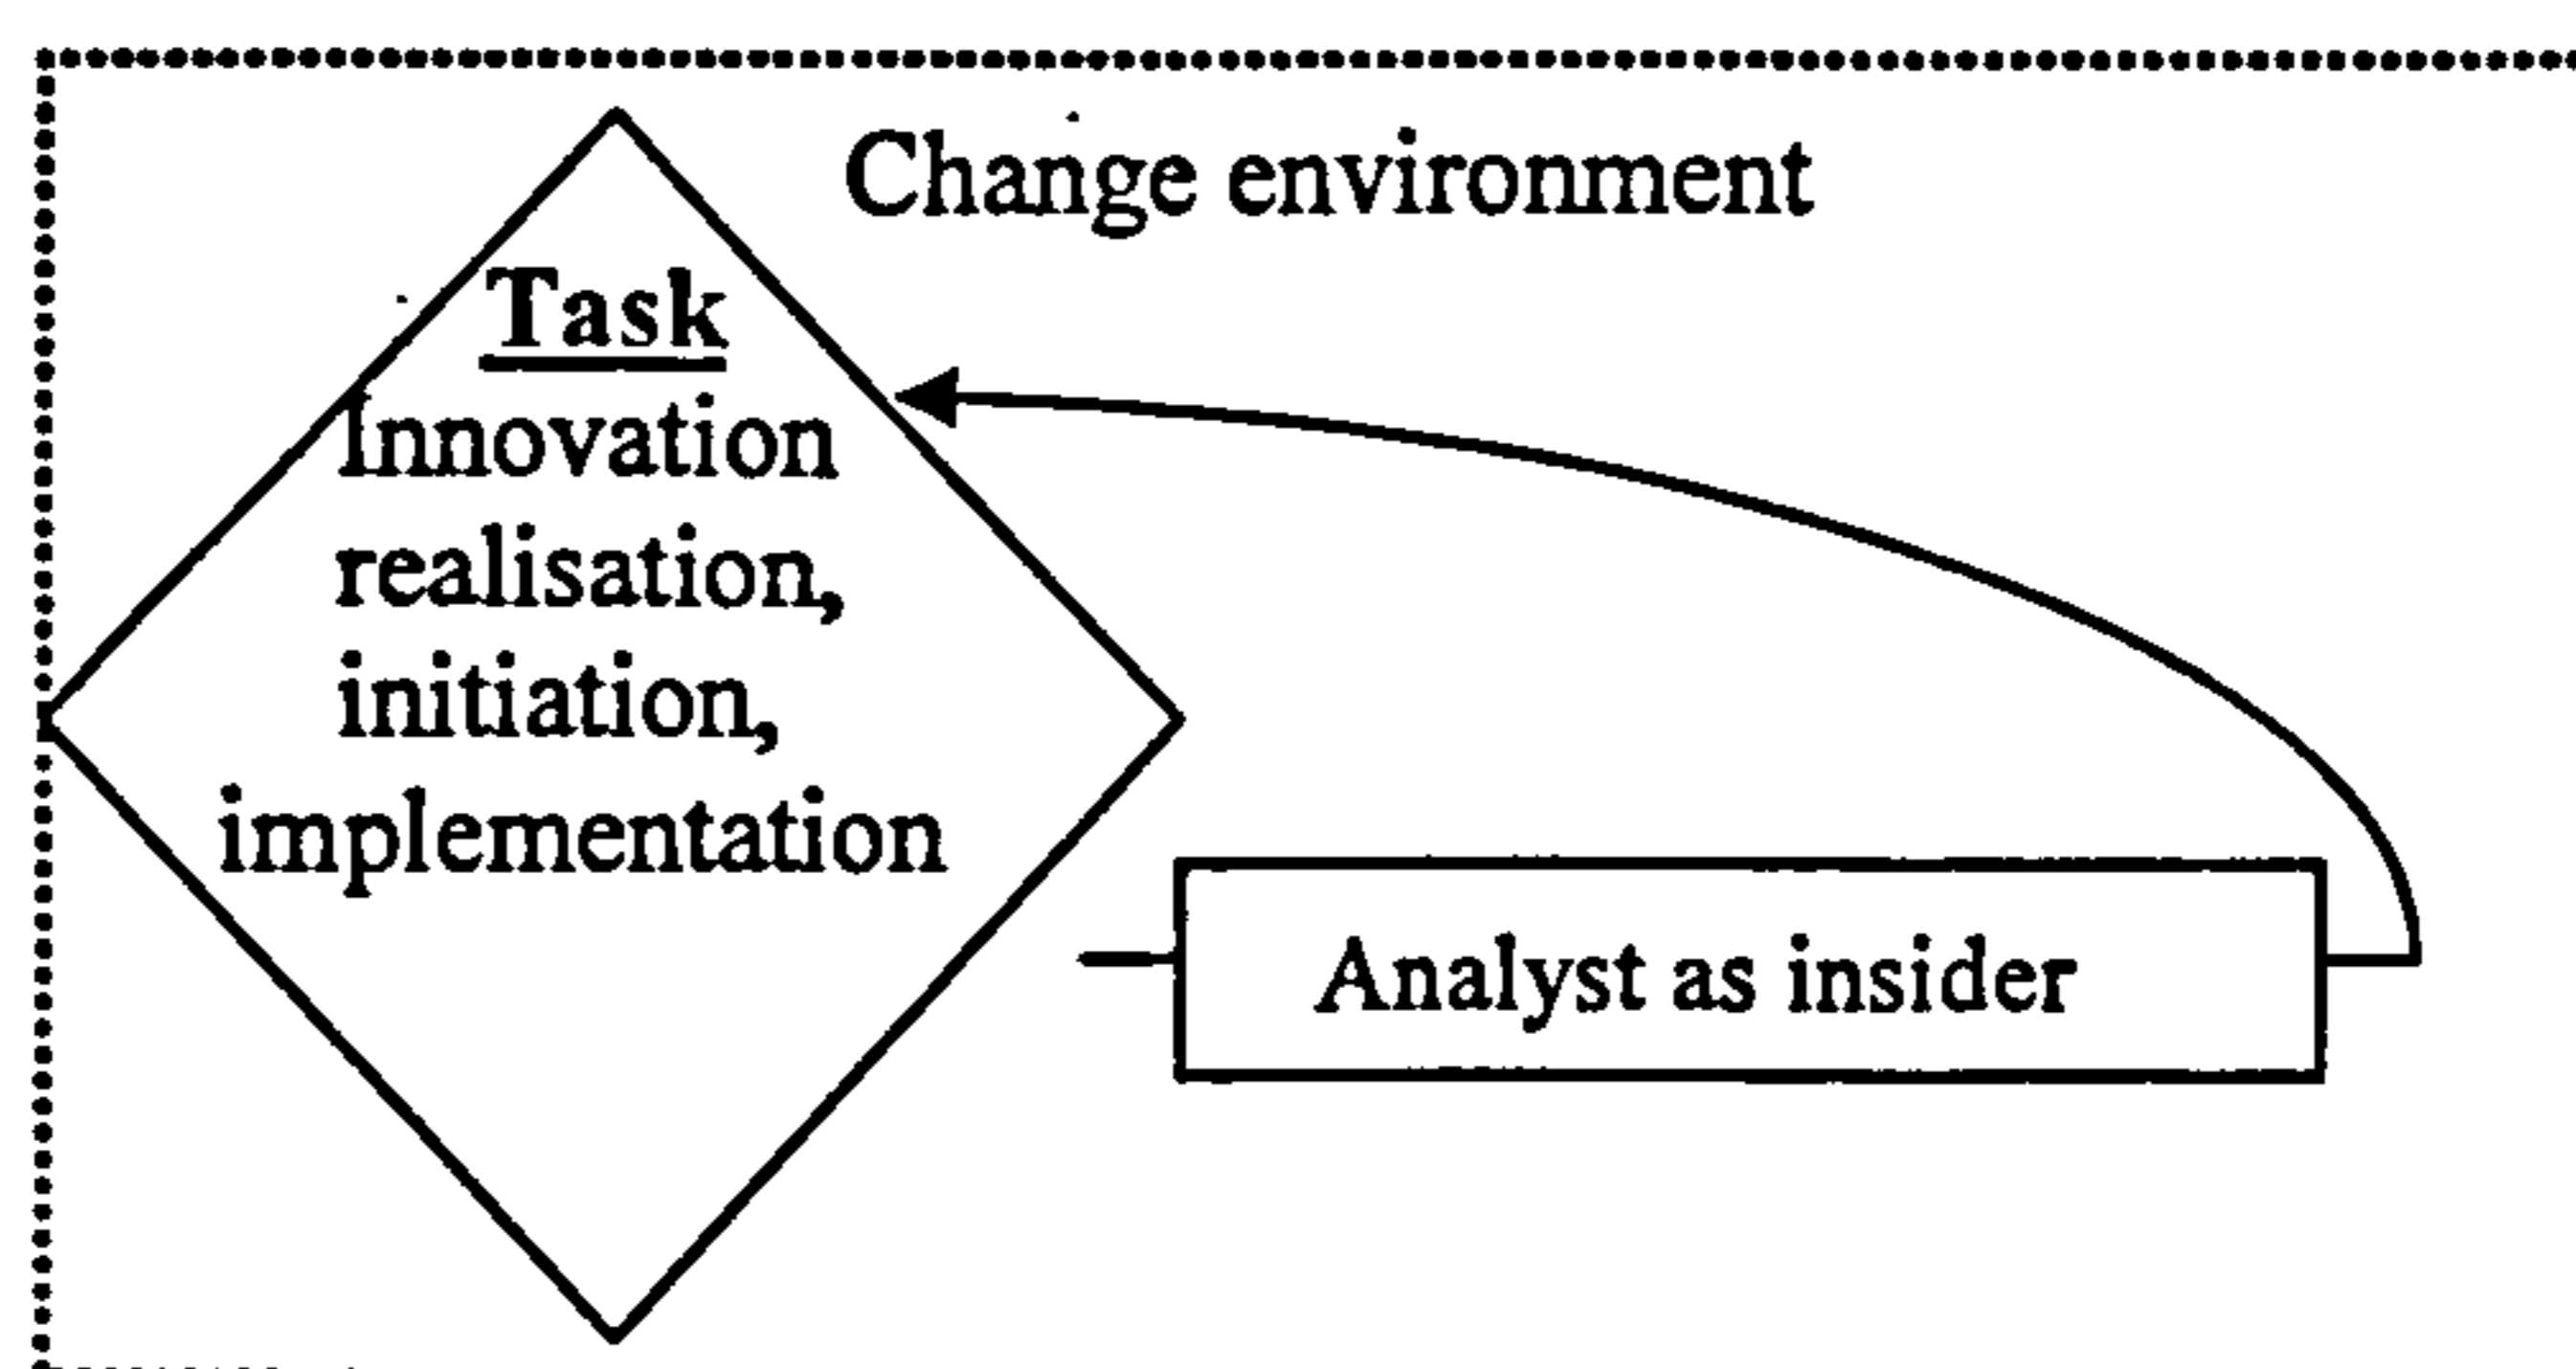 Change environment
Task
Innovation
realisation,
initiation,
implementation
Analyst as insider